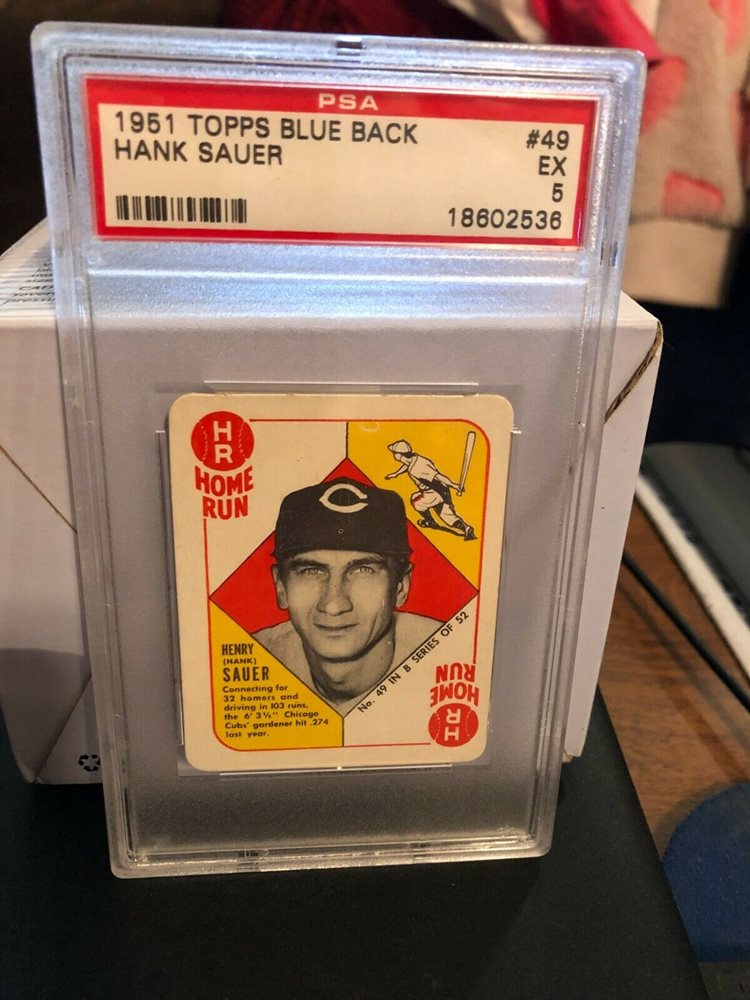 PSA
1951 TOPPS BLUE BACK
#49
HANK SAUER
EX
5
18602536
HR
HOME
RUN
HENRY
(HANK)
SAUER
Connecting for
32 homers and
driving in 103 runs,
the 6' 3½" Chicago
Cubs' gardener hit .274
last year.
No. 49 IN B SERIES OF 52
HR
HOME
RUN